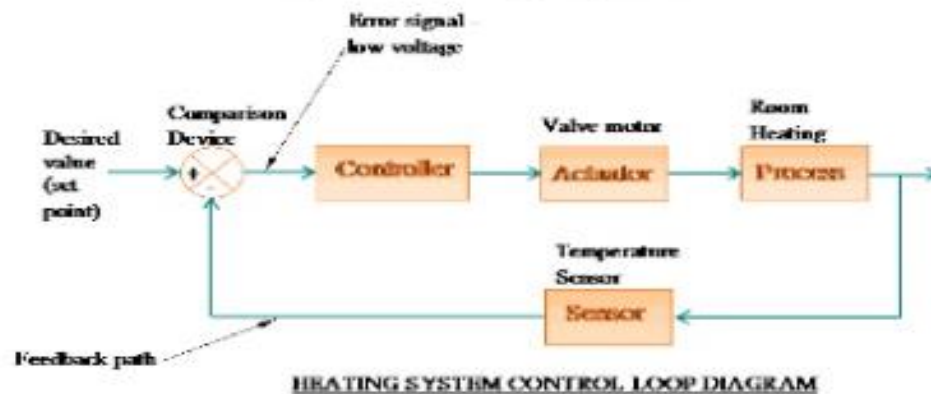 Error signal -
low voltage
Comparison
Device
Desired
value
(set
point)
+
-
Controller
Valve motor
Actuador
Room
Heating
Process
Temperature
Sensor
Sensor
Feedback path
HEATING SYSTEM CONTROL LOOP DIAGRAM